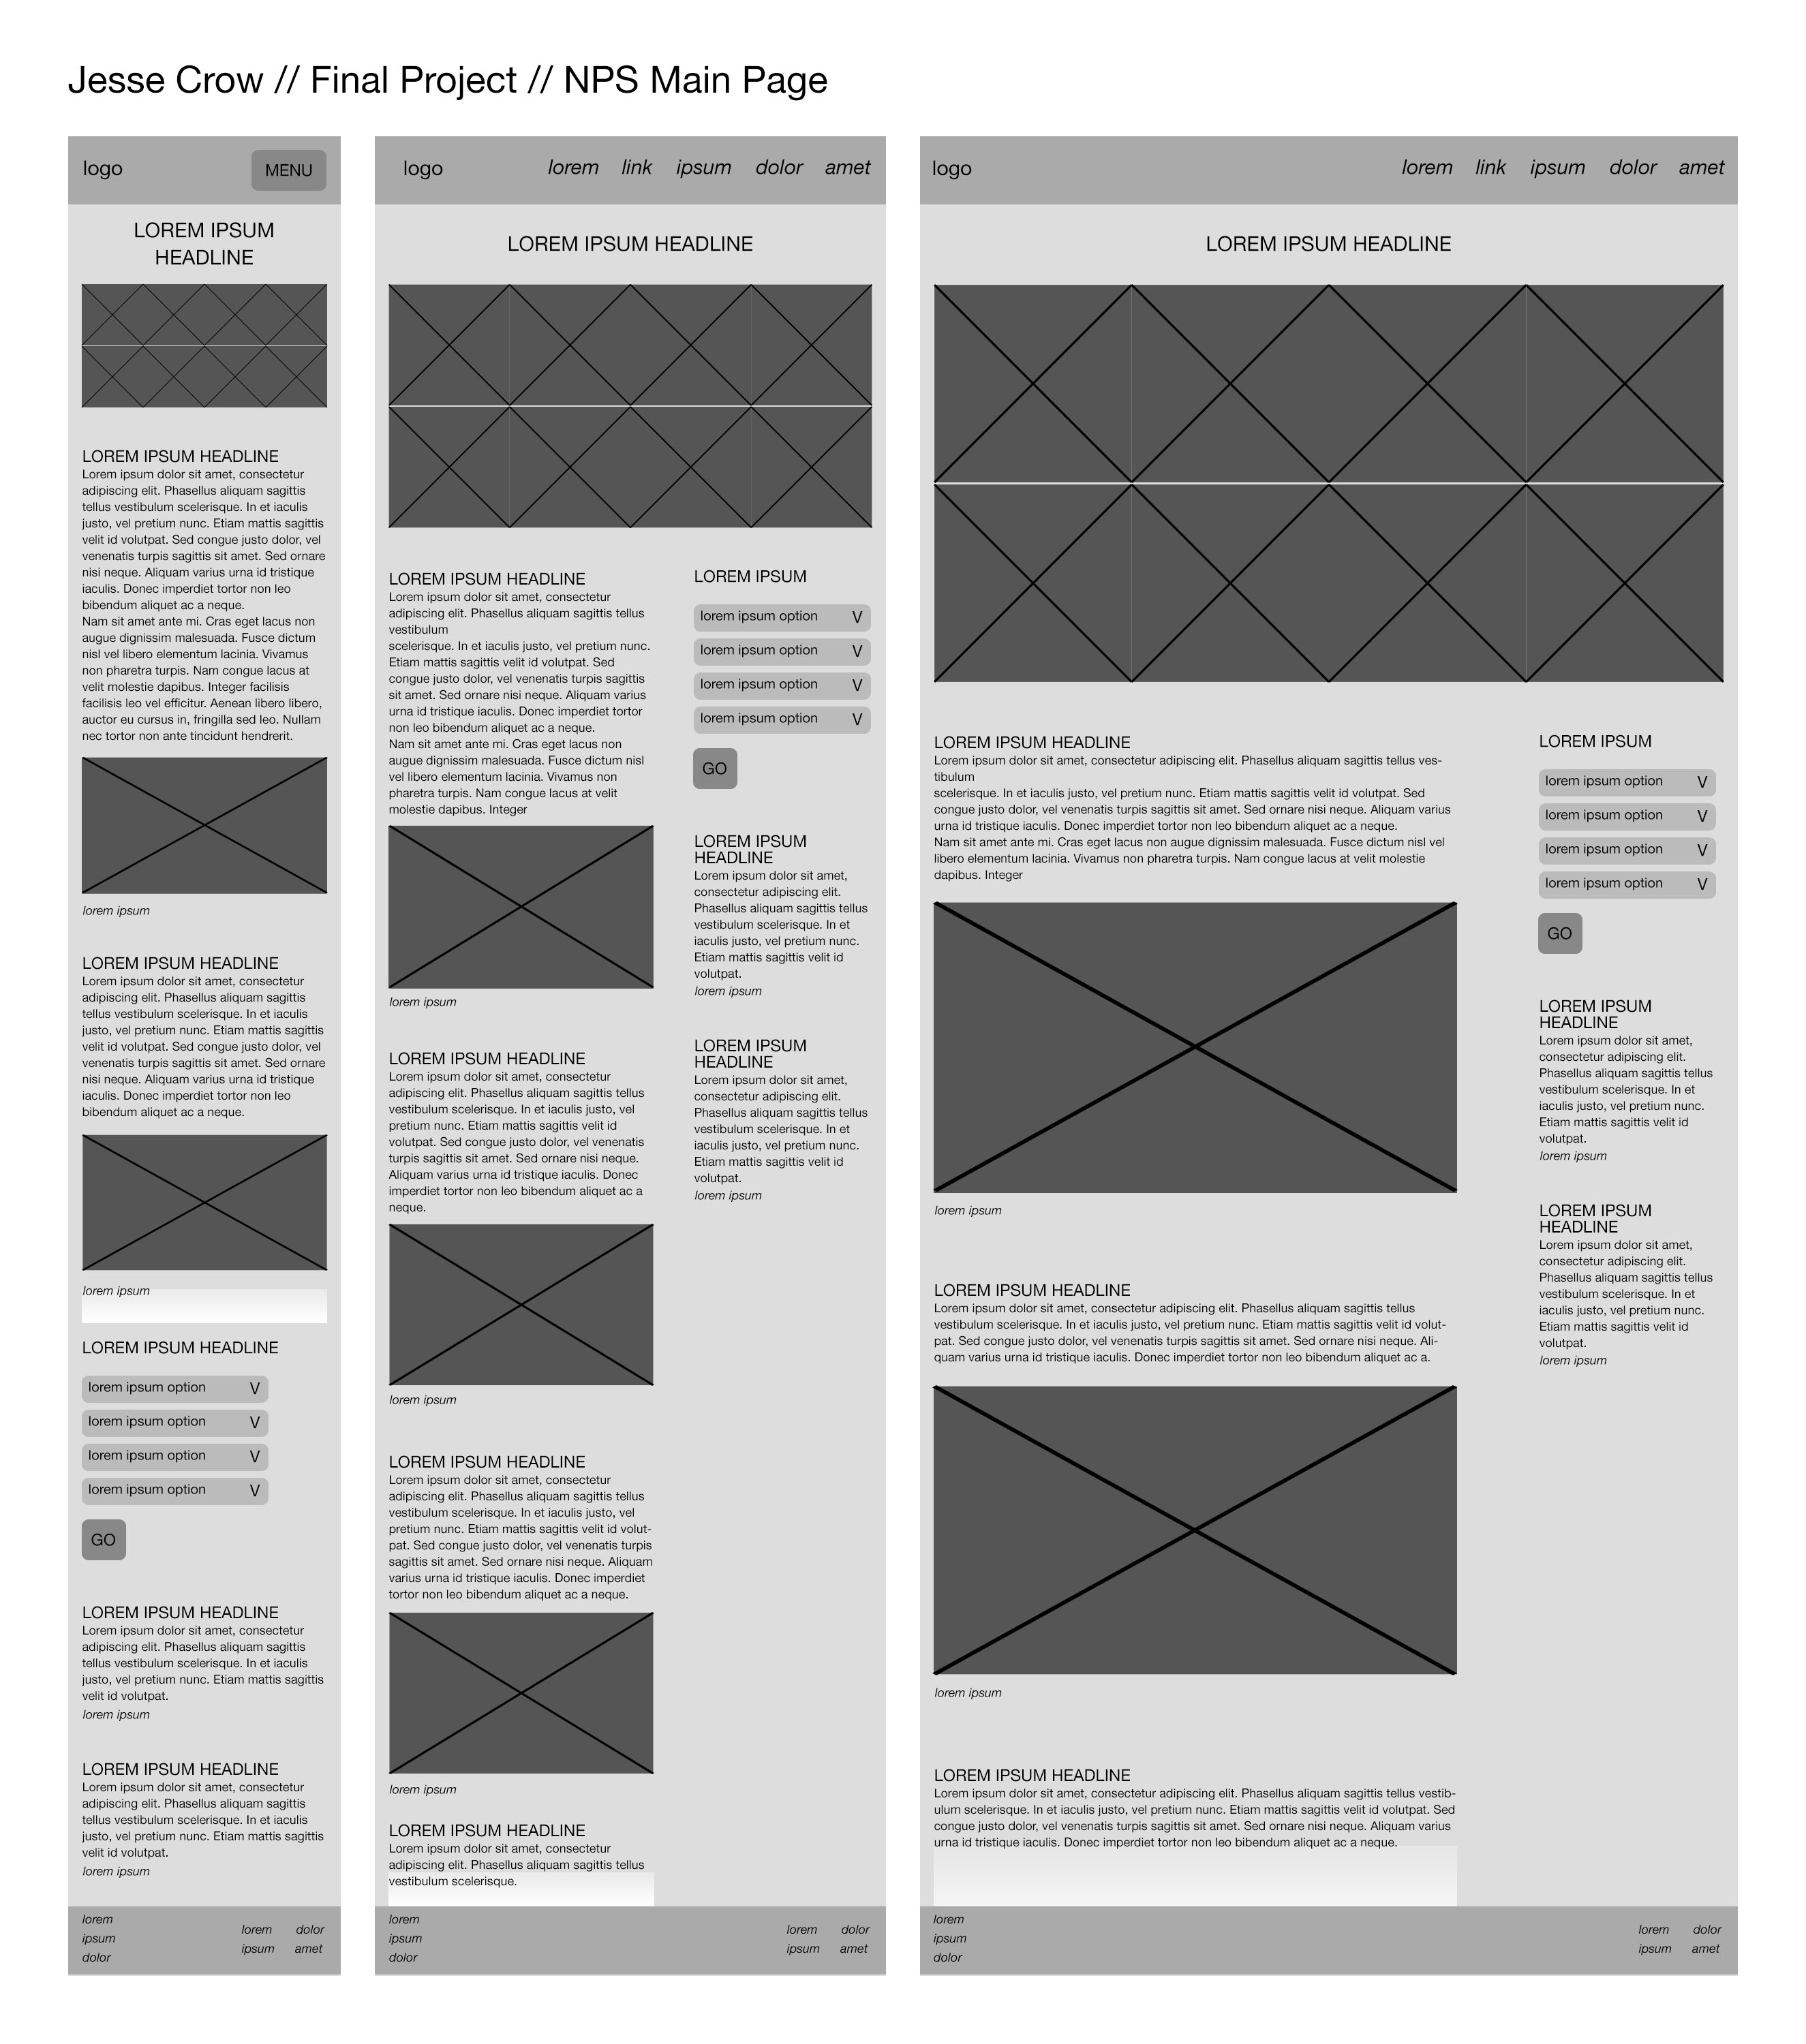 Jesse Crow // Final Project // NPS Main Page
logo
MENU
LOREM IPSUM
HEADLINE
LOREM IPSUM HEADLINE
Lorem ipsum dolor sit amet, consectetur
adipiscing elit. Phasellus aliquam sagittis
tellus vestibulum scelerisque. In et iaculis
justo, vel pretium nunc. Etiam mattis sagittis
velit id volutpat. Sed congue justo dolor, vel
venenatis turpis sagittis sit amet. Sed ornare
nisi neque. Aliquam varius urna id tristique
iaculis. Donec imperdiet tortor non leo
bibendum aliquet ac a neque.
Nam sit amet ante mi. Cras eget lacus non
augue dignissim malesuada. Fusce dictum
nisl vel libero elementum lacinia. Vivamus
non pharetra turpis. Nam congue lacus at
velit molestie dapibus. Integer facilisis
facilisis leo vel efficitur. Aenean libero libero,
auctor eu cursus in, fringilla sed leo. Nullam
nec tortor non ante tincidunt hendrerit.
lorem ipsum
LOREM IPSUM HEADLINE
Lorem ipsum dolor sit amet, consectetur
adipiscing elit. Phasellus aliquam sagittis
tellus vestibulum scelerisque. In et iaculis
justo, vel pretium nunc. Etiam mattis sagittis
velit id volutpat. Sed congue justo dolor, vel
venenatis turpis sagittis sit amet. Sed ornare
nisi neque. Aliquam varius urna id tristique
iaculis. Donec imperdiet tortor non leo
bibendum aliquet ac a neque.
lorem ipsum
LOREM IPSUM HEADLINE
lorem ipsum option V
lorem ipsum option V
lorem ipsum option V
lorem ipsum option V
GO
LOREM IPSUM HEADLINE
Lorem ipsum dolor sit amet, consectetur
adipiscing elit. Phasellus aliquam sagittis
tellus vestibulum scelerisque. In et iaculis
justo, vel pretium nunc. Etiam mattis sagittis
velit id volutpat.
lorem ipsum
LOREM IPSUM HEADLINE
Lorem ipsum dolor sit amet, consectetur
adipiscing elit. Phasellus aliquam sagittis
tellus vestibulum scelerisque. In et iaculis
justo, vel pretium nunc. Etiam mattis sagittis
velit id volutpat.
lorem ipsum
lorem
ipsum
dolor
lorem dolor
ipsum amet
logo
lorem link ipsum dolor amet
LOREM IPSUM HEADLINE
LOREM IPSUM HEADLINE
Lorem ipsum dolor sit amet, consectetur
adipiscing elit. Phasellus aliquam sagittis tellus
vestibulum
scelerisque. In et iaculis justo, vel pretium nunc.
Etiam mattis sagittis velit id volutpat. Sed
congue justo dolor, vel venenatis turpis sagittis
sit amet. Sed ornare nisi neque. Aliquam varius
urna id tristique iaculis. Donec imperdiet tortor
non leo bibendum aliquet ac a neque.
Nam sit amet ante mi. Cras eget lacus non
augue dignissim malesuada. Fusce dictum nisl
vel libero elementum lacinia. Vivamus non
pharetra turpis. Nam congue lacus at velit
molestie dapibus. Integer
lorem ipsum
LOREM IPSUM HEADLINE
Lorem ipsum dolor sit amet, consectetur
adipiscing elit. Phasellus aliquam sagittis tellus
vestibulum scelerisque. In et iaculis justo, vel
pretium nunc. Etiam mattis sagittis velit id
volutpat. Sed congue justo dolor, vel venenatis
turpis sagittis sit amet. Sed ornare nisi neque.
Aliquam varius urna id tristique iaculis. Donec
imperdiet tortor non leo bibendum aliquet ac a
neque.
lorem ipsum
LOREM IPSUM HEADLINE
Lorem ipsum dolor sit amet, consectetur
adipiscing elit. Phasellus aliquam sagittis tellus
vestibulum scelerisque. In et iaculis justo, vel
pretium nunc. Etiam mattis sagittis velit id volut-
pat. Sed congue justo dolor, vel venenatis turpis
sagittis sit amet. Sed ornare nisi neque. Aliquam
varius urna id tristique iaculis. Donec imperdiet
tortor non leo bibendum aliquet ac a neque.
lorem ipsum
LOREM IPSUM HEADLINE
Lorem ipsum dolor sit amet, consectetur
adipiscing elit. Phasellus aliquam sagittis tellus
vestibulum scelerisque.
LOREM IPSUM
lorem ipsum option V
lorem ipsum option V
lorem ipsum option V
lorem ipsum option V
GO
LOREM IPSUM
HEADLINE
Lorem ipsum dolor sit amet,
consectetur adipiscing elit.
Phasellus aliquam sagittis tellus
vestibulum scelerisque. In et
iaculis justo, vel pretium nunc.
Etiam mattis sagittis velit id
volutpat.
lorem ipsum
LOREM IPSUM
HEADLINE
Lorem ipsum dolor sit amet,
consectetur adipiscing elit.
Phasellus aliquam sagittis tellus
vestibulum scelerisque. In et
iaculis justo, vel pretium nunc.
Etiam mattis sagittis velit id
volutpat.
lorem ipsum
lorem
ipsum
dolor
lorem dolor
ipsum amet
logo
lorem link ipsum dolor amet
LOREM IPSUM HEADLINE
LOREM IPSUM HEADLINE
Lorem ipsum dolor sit amet, consectetur adipiscing elit. Phasellus aliquam sagittis tellus ves-
tibulum
scelerisque. In et iaculis justo, vel pretium nunc. Etiam mattis sagittis velit id volutpat. Sed
congue justo dolor, vel venenatis turpis sagittis sit amet. Sed ornare nisi neque. Aliquam varius
urna id tristique iaculis. Donec imperdiet tortor non leo bibendum aliquet ac a neque.
Nam sit amet ante mi. Cras eget lacus non augue dignissim malesuada. Fusce dictum nisl vel
libero elementum lacinia. Vivamus non pharetra turpis. Nam congue lacus at velit molestie
dapibus. Integer
lorem ipsum
LOREM IPSUM HEADLINE
Lorem ipsum dolor sit amet, consectetur adipiscing elit. Phasellus aliquam sagittis tellus
vestibulum scelerisque. In et iaculis justo, vel pretium nunc. Etiam mattis sagittis velit id volut-
pat. Sed congue justo dolor, vel venenatis turpis sagittis sit amet. Sed ornare nisi neque. Ali-
quam varius urna id tristique iaculis. Donec imperdiet tortor non leo bibendum aliquet ac a.
lorem ipsum
LOREM IPSUM HEADLINE
Lorem ipsum dolor sit amet, consectetur adipiscing elit. Phasellus aliquam sagittis tellus vestib-
ulum scelerisque. In et iaculis justo, vel pretium nunc. Etiam mattis sagittis velit id volutpat. Sed
congue justo dolor, vel venenatis turpis sagittis sit amet. Sed ornare nisi neque. Aliquam varius
urna id tristique iaculis. Donec imperdiet tortor non leo bibendum aliquet ac a neque.
LOREM IPSUM
lorem ipsum option V
lorem ipsum option V
lorem ipsum option V
lorem ipsum option V
GO
LOREM IPSUM
HEADLINE
Lorem ipsum dolor sit amet,
consectetur adipiscing elit.
Phasellus aliquam sagittis tellus
vestibulum scelerisque. In et
iaculis justo, vel pretium nunc.
Etiam mattis sagittis velit id
volutpat.
lorem ipsum
LOREM IPSUM
HEADLINE
Lorem ipsum dolor sit amet,
consectetur adipiscing elit.
Phasellus aliquam sagittis tellus
vestibulum scelerisque. In et
iaculis justo, vel pretium nunc.
Etiam mattis sagittis velit id
volutpat.
lorem ipsum
lorem
ipsum
dolor
lorem dolor
ipsum amet